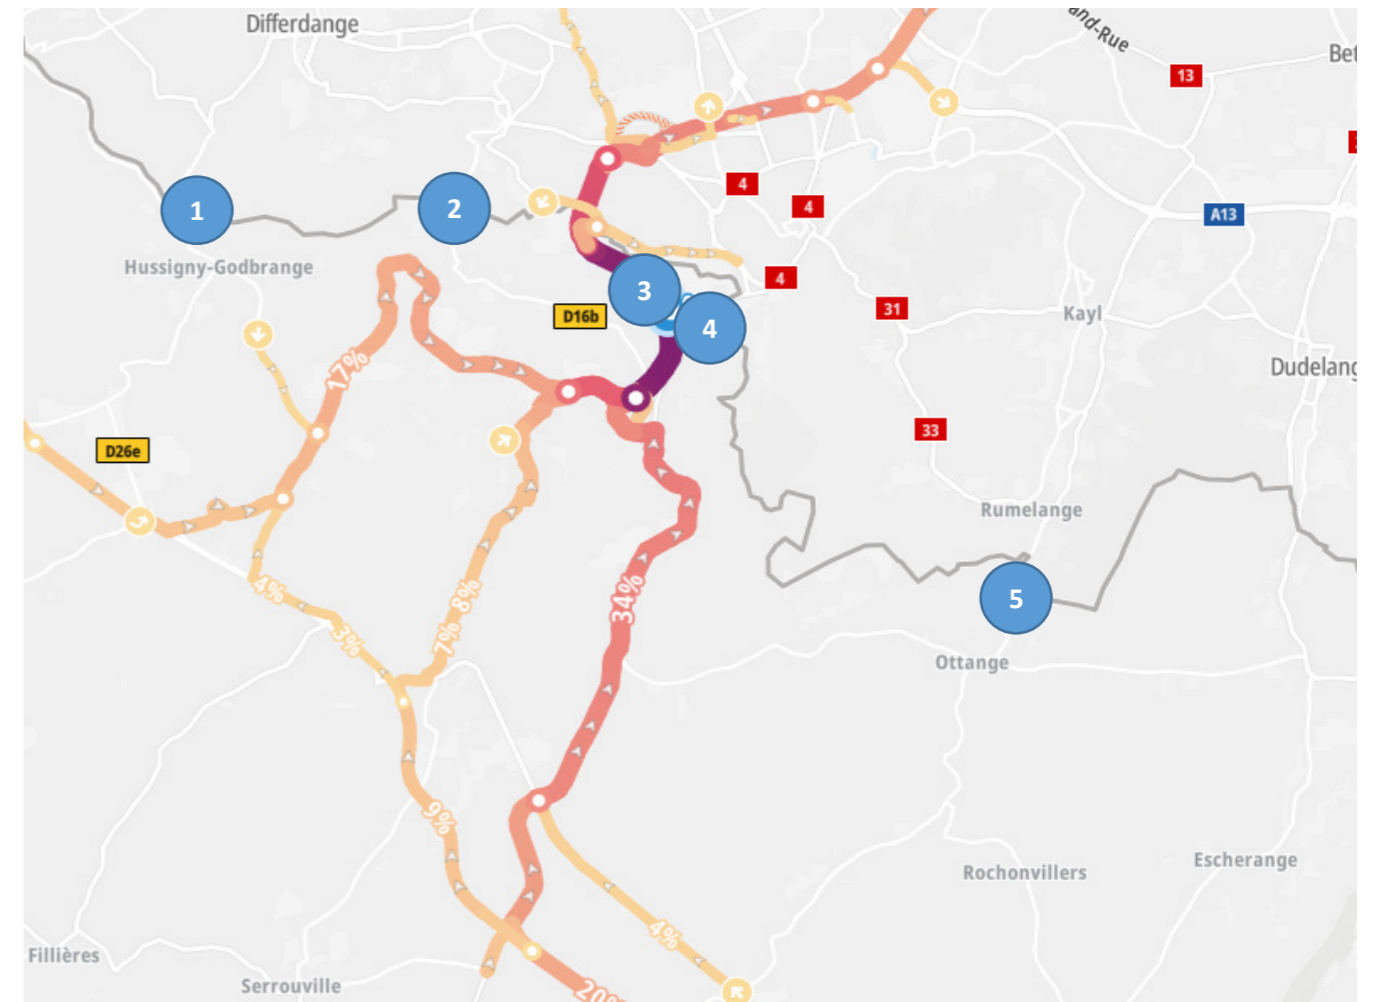 Differdange
and-Rue
Bet
13
4
1
2
4
A13
Hussigny-Godbrange
3
4
31
D16b
4
Kayl
17%
Dudelang
33
D26e
Rumelange
4%
8%
34%
5
3%
7%
Ottange
9%
Escherange
Rochonvillers
4%
Fillières
Serrouville
20%